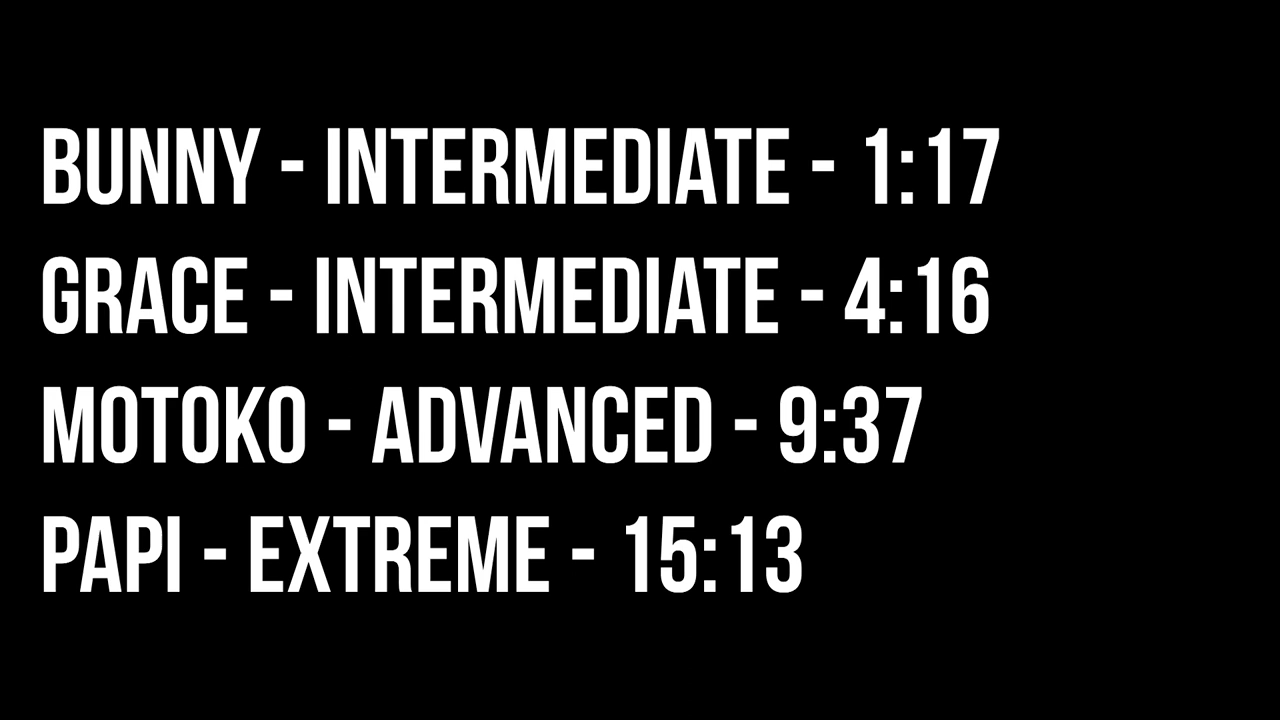 BUNNY - INTERMEDIATE - 1:17
GRACE - INTERMEDIATE - 4:16
MOTOKO - ADVANCED - 9:37
PAPI - EXTREME - 15:13